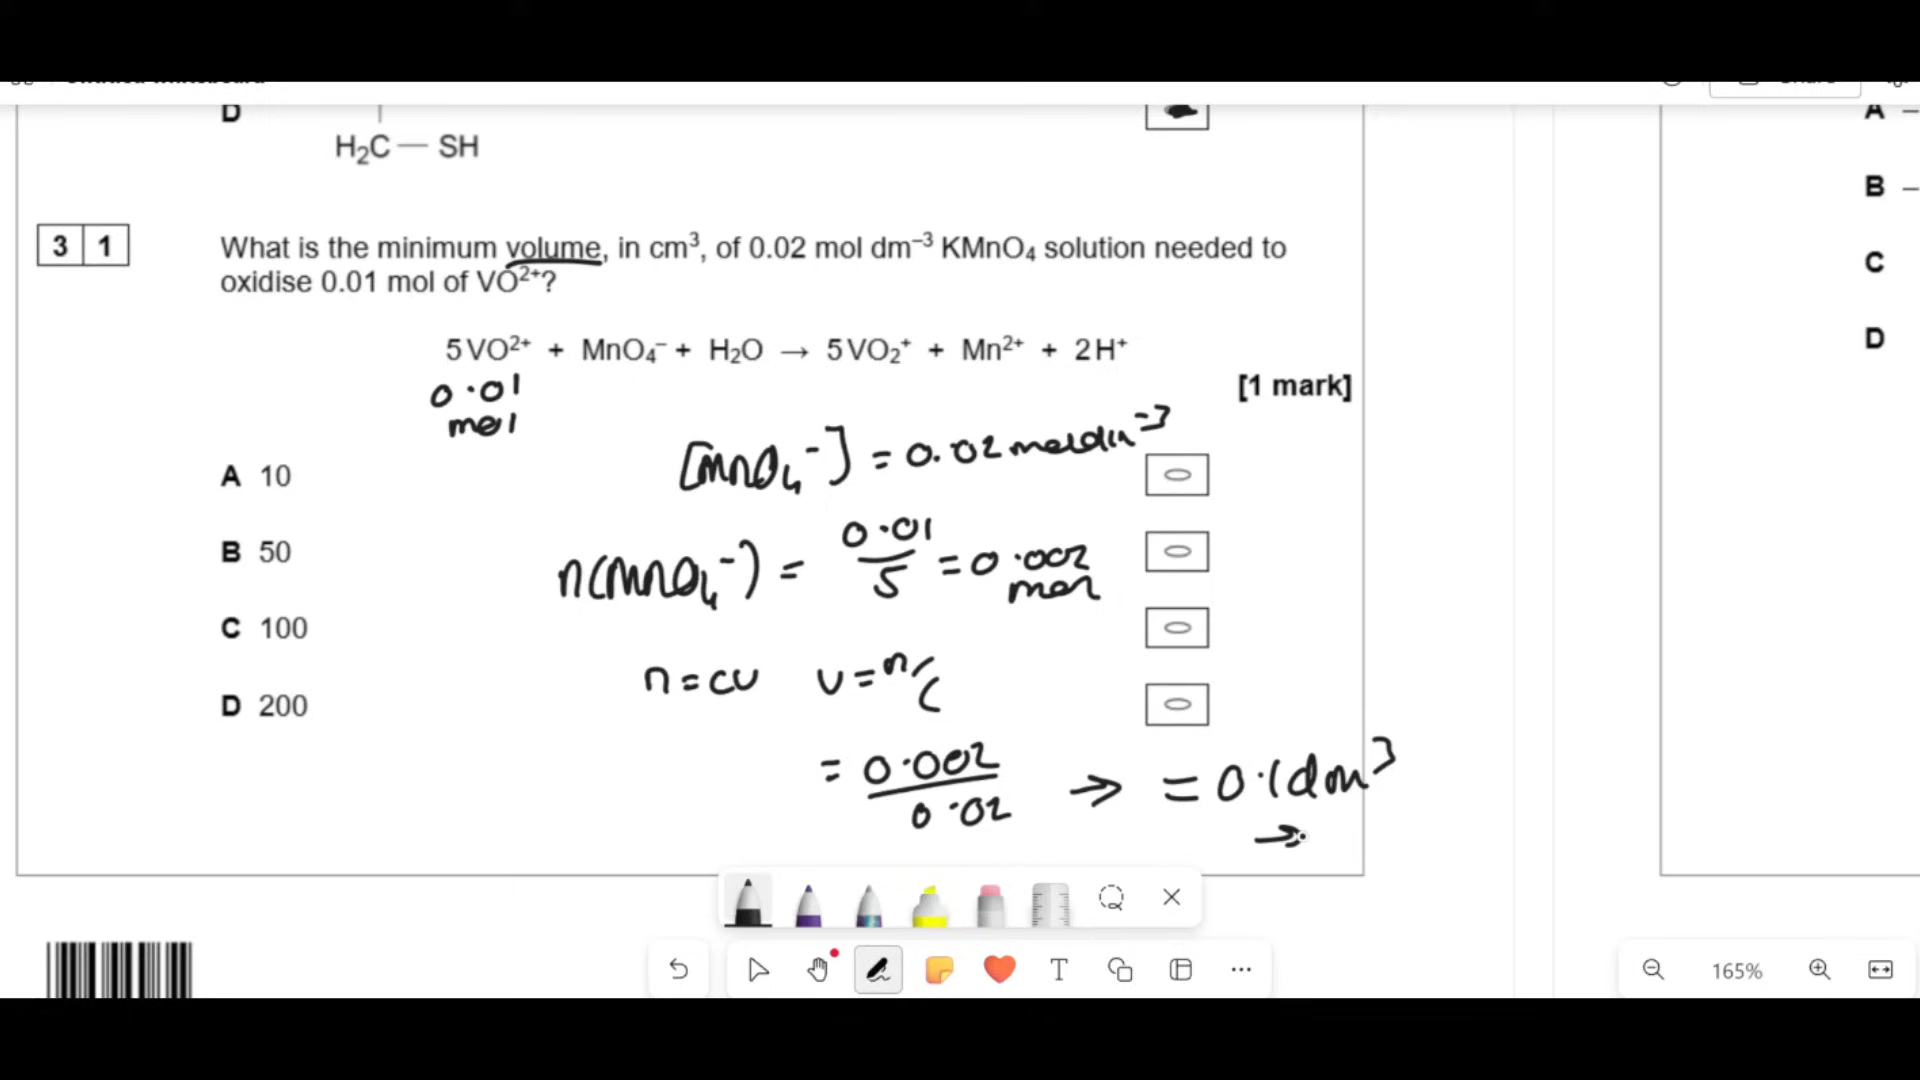 D
H₂C — SH
3 1
What is the minimum volume, in cm³, of 0.02 mol dm⁻³ KMnO₄ solution needed to
oxidise 0.01 mol of VO²⁺?
5VO²⁺ + MnO₄⁻ + H₂O → 5VO₂⁺ + Mn²⁺ + 2H⁺
0.01
mol
[1 mark]
[MnO₄⁻] = 0.02 moldm⁻³
A 10
n(MnO₄⁻) = 0.01/5 = 0.002
mol
B 50
C 100
n=cv v=n/c
D 200
= 0.002/0.02 → = 0.1dm³
→
A –
B –
C
D
165%